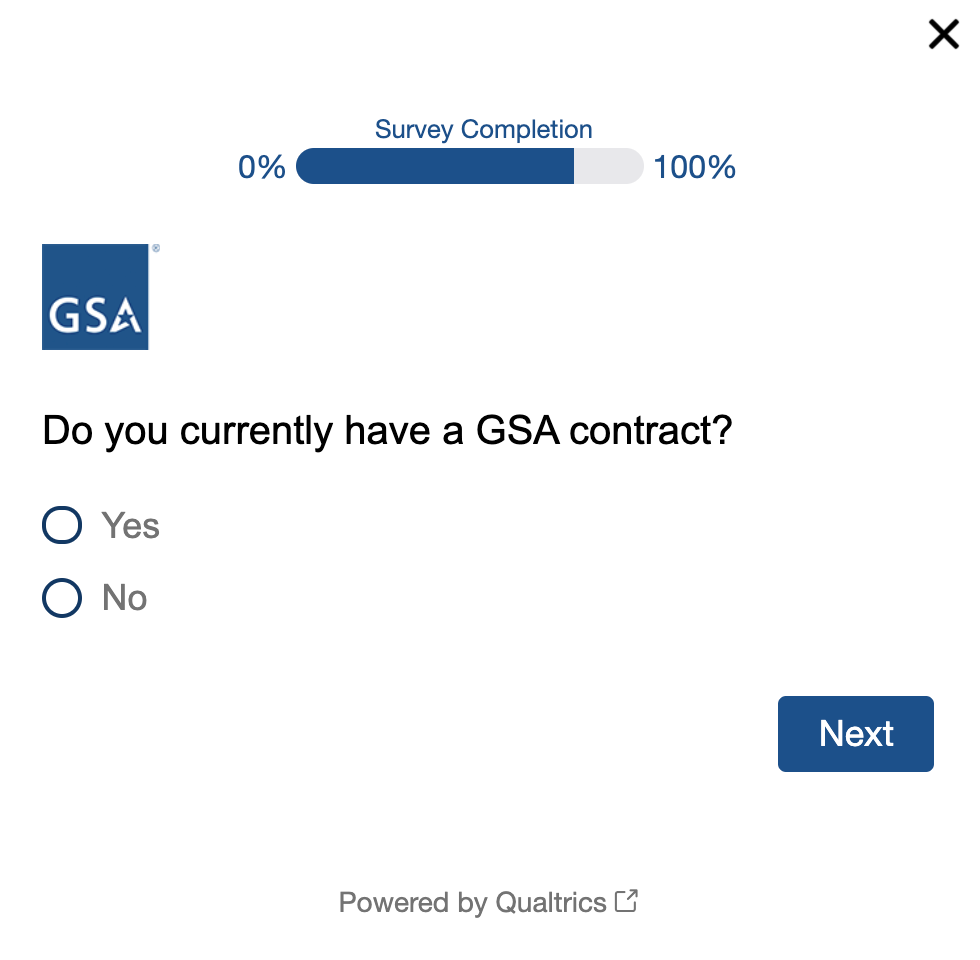 Survey Completion
0% 100%
GSA
®
Do you currently have a GSA contract?
Yes
No
Next
Powered by Qualtrics